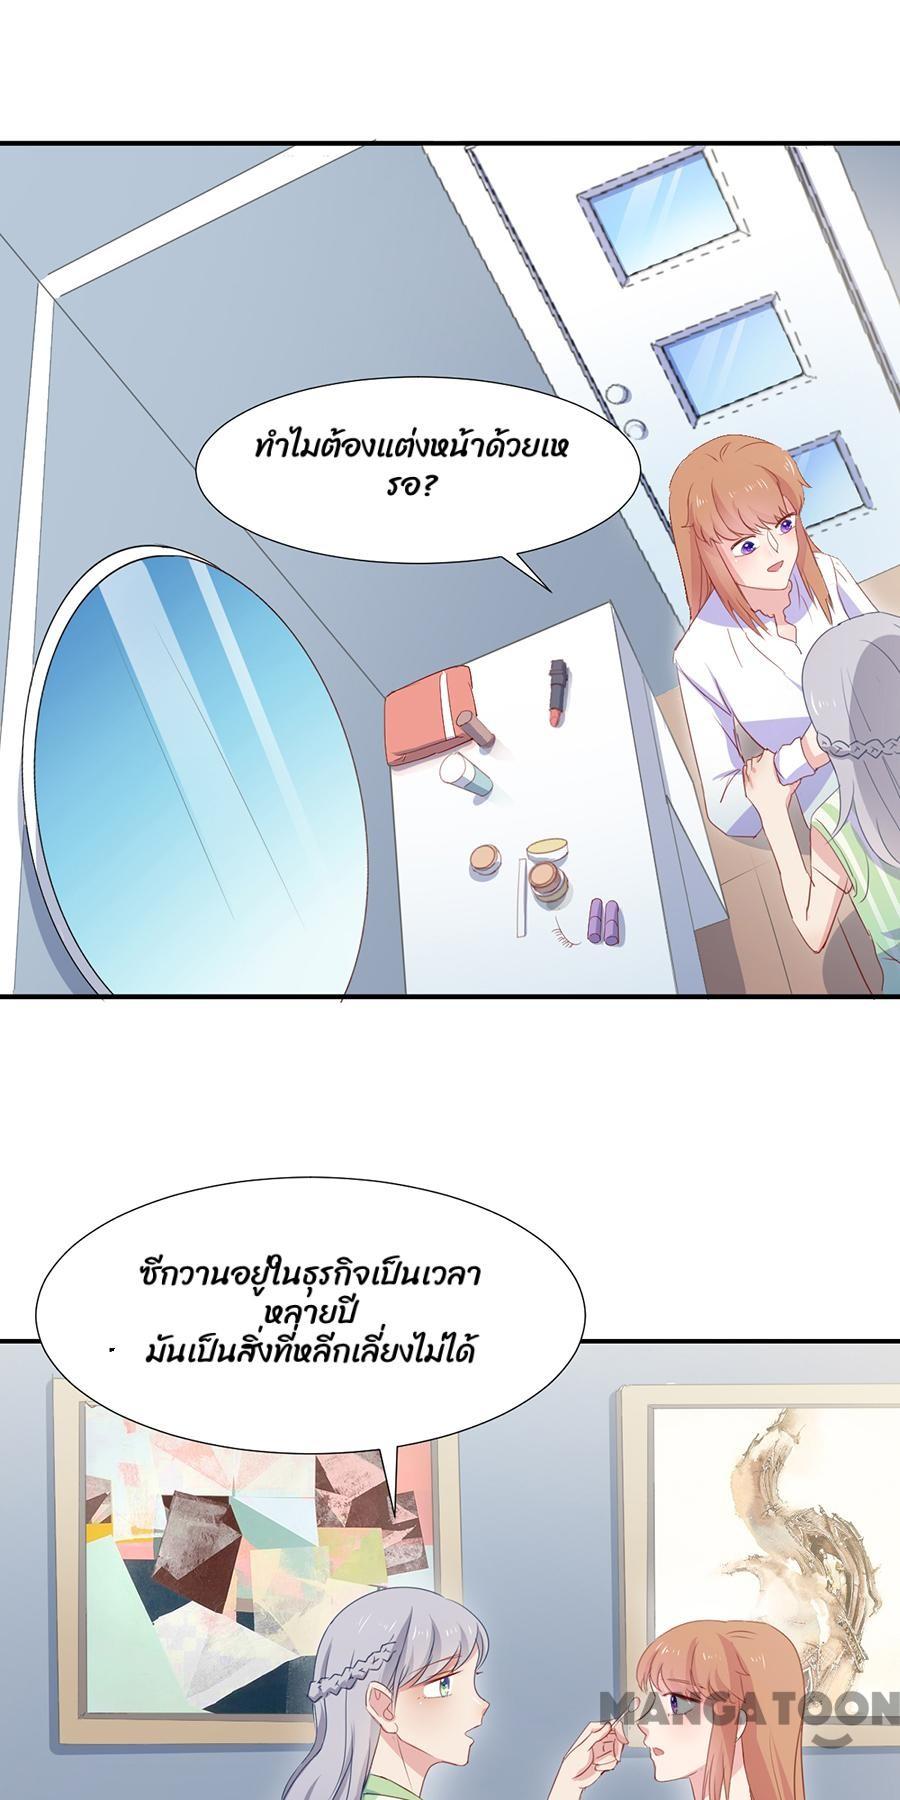 ทำไมต้องแต่งหน้าด้วยเห
รอ?
ซีกวานอยู่ในธุรกิจเป็นเวลา
หลายปี
มันเป็นสิ่งที่หลีกเลี่ยงไม่ได้
MANGATOON